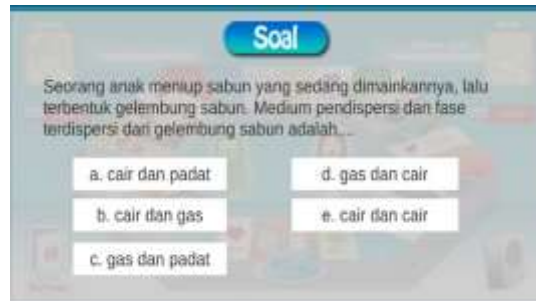 Soal
Seorang anak meniup sabun yang sedang dimainkannya, lalu
terbentuk gelembung sabun. Medium pendispersi dan fase
terdispersi dari gelembung sabun adalah....
a. cair dan padat
d. gas dan cair
b. cair dan gas
e. cair dan cair
c. gas dan padat